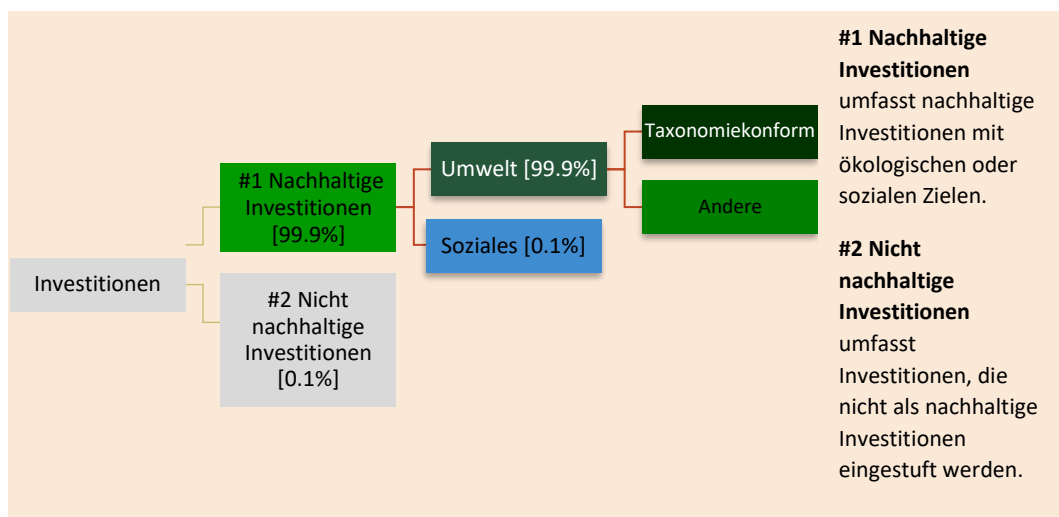 Investitionen
#1 Nachhaltige
Investitionen
[99.9%]
#2 Nicht
nachhaltige
Investitionen
[0.1%]
Umwelt [99.9%]
Soziales [0.1%]
Taxonomiekonform
Andere
#1 Nachhaltige
Investitionen
umfasst nachhaltige
Investitionen mit
ökologischen oder
sozialen Zielen.
#2 Nicht
nachhaltige
Investitionen
umfasst
Investitionen, die
nicht als nachhaltige
Investitionen
eingestuft werden.